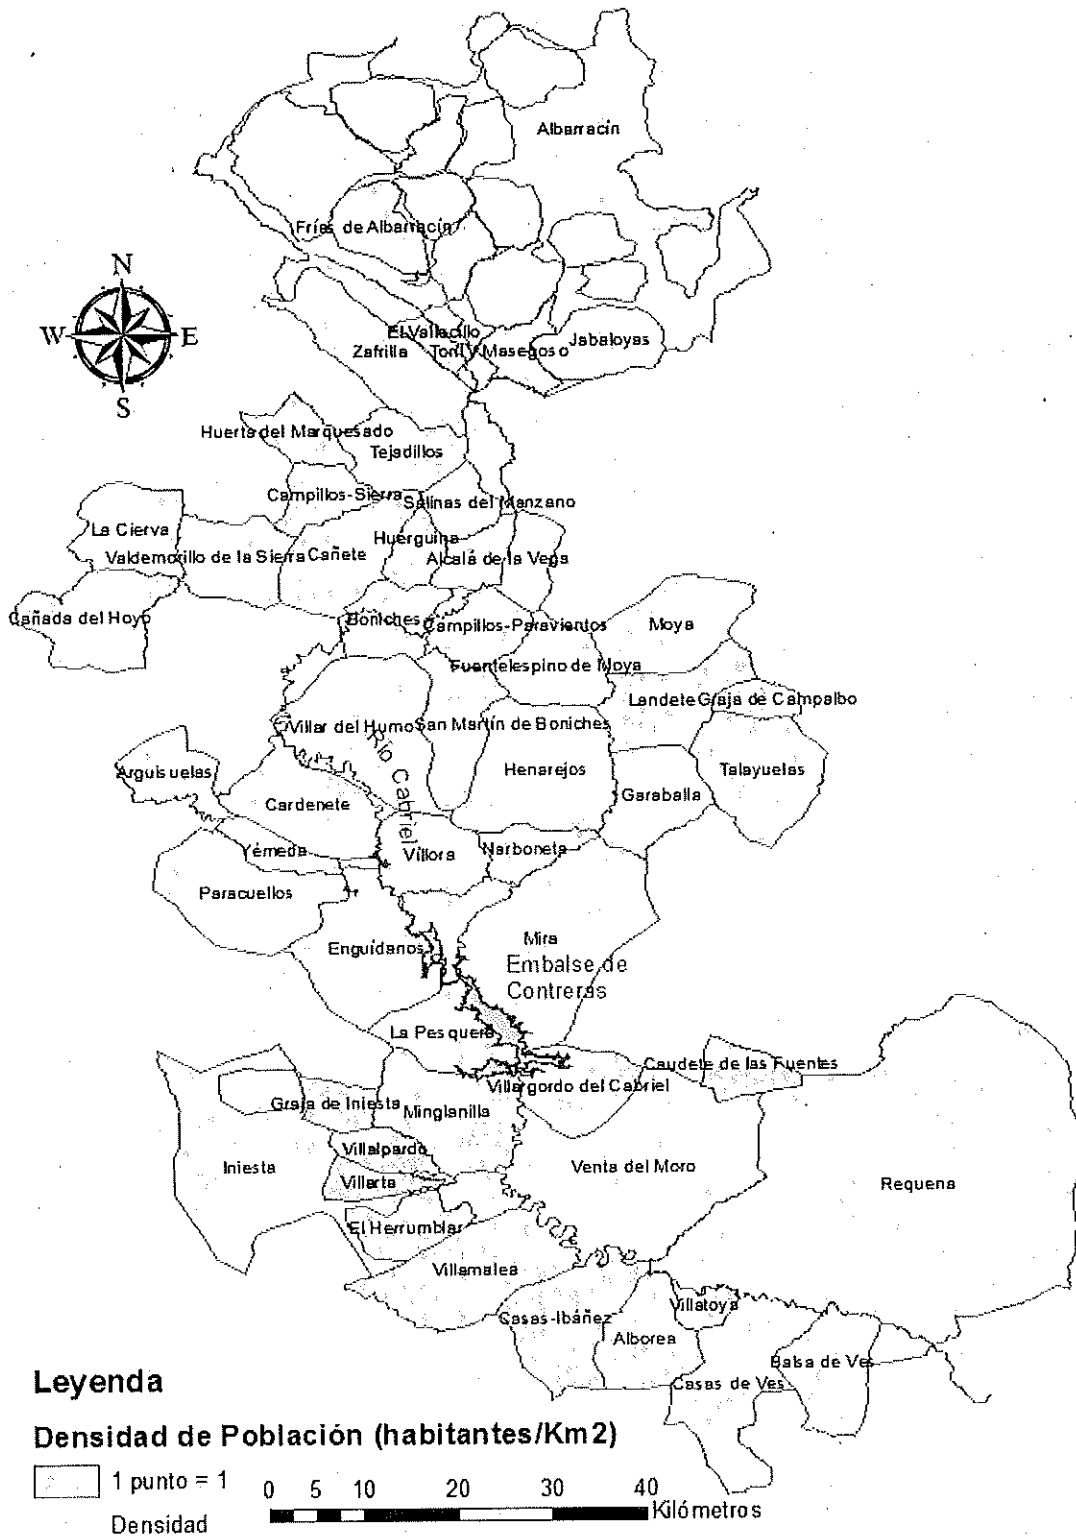 Albarracín
Frías de Albarracín
N
W
E
S
El Vallecillo
Jabaloyas
Zafrilla
Toril Y Masegoso
Huerta del Marquesado
Tejadillos
Campillos-Sierra
Salinas del Manzano
La Cierva
Huerguina
Valdemorillo de la Sierra
Cañete
Alcalá de la Vega
Cañada del Hoyo
Boniches
Campillos-Paravientos
Moya
Fuentelespino de Moya
Landete
Graja de Campalbo
Villar del Humo
San Martín de Boniches
Río Cabriel
Arguisuelas
Henarejos
Talayuelas
Cardenete
Garaballa
Yémeda
Víllora
Narboneta
Paracuellos
Enguídanos
Mira
Embalse de
Contreras
La Pesquera
Caudete de las Fuentes
Villargordo del Cabriel
Graja de Iniesta
Minglanilla
Villalpardo
Iniesta
Venta del Moro
Villarta
Requena
El Herrumblar
Villamalea
Villatoya
Casas-Ibáñez
Alborea
Balsa de Ves
Casas de Ves
Leyenda
Densidad de Población (habitantes/Km2)
1 punto = 1
Densidad
0 5 10 20 30 40
Kilómetros